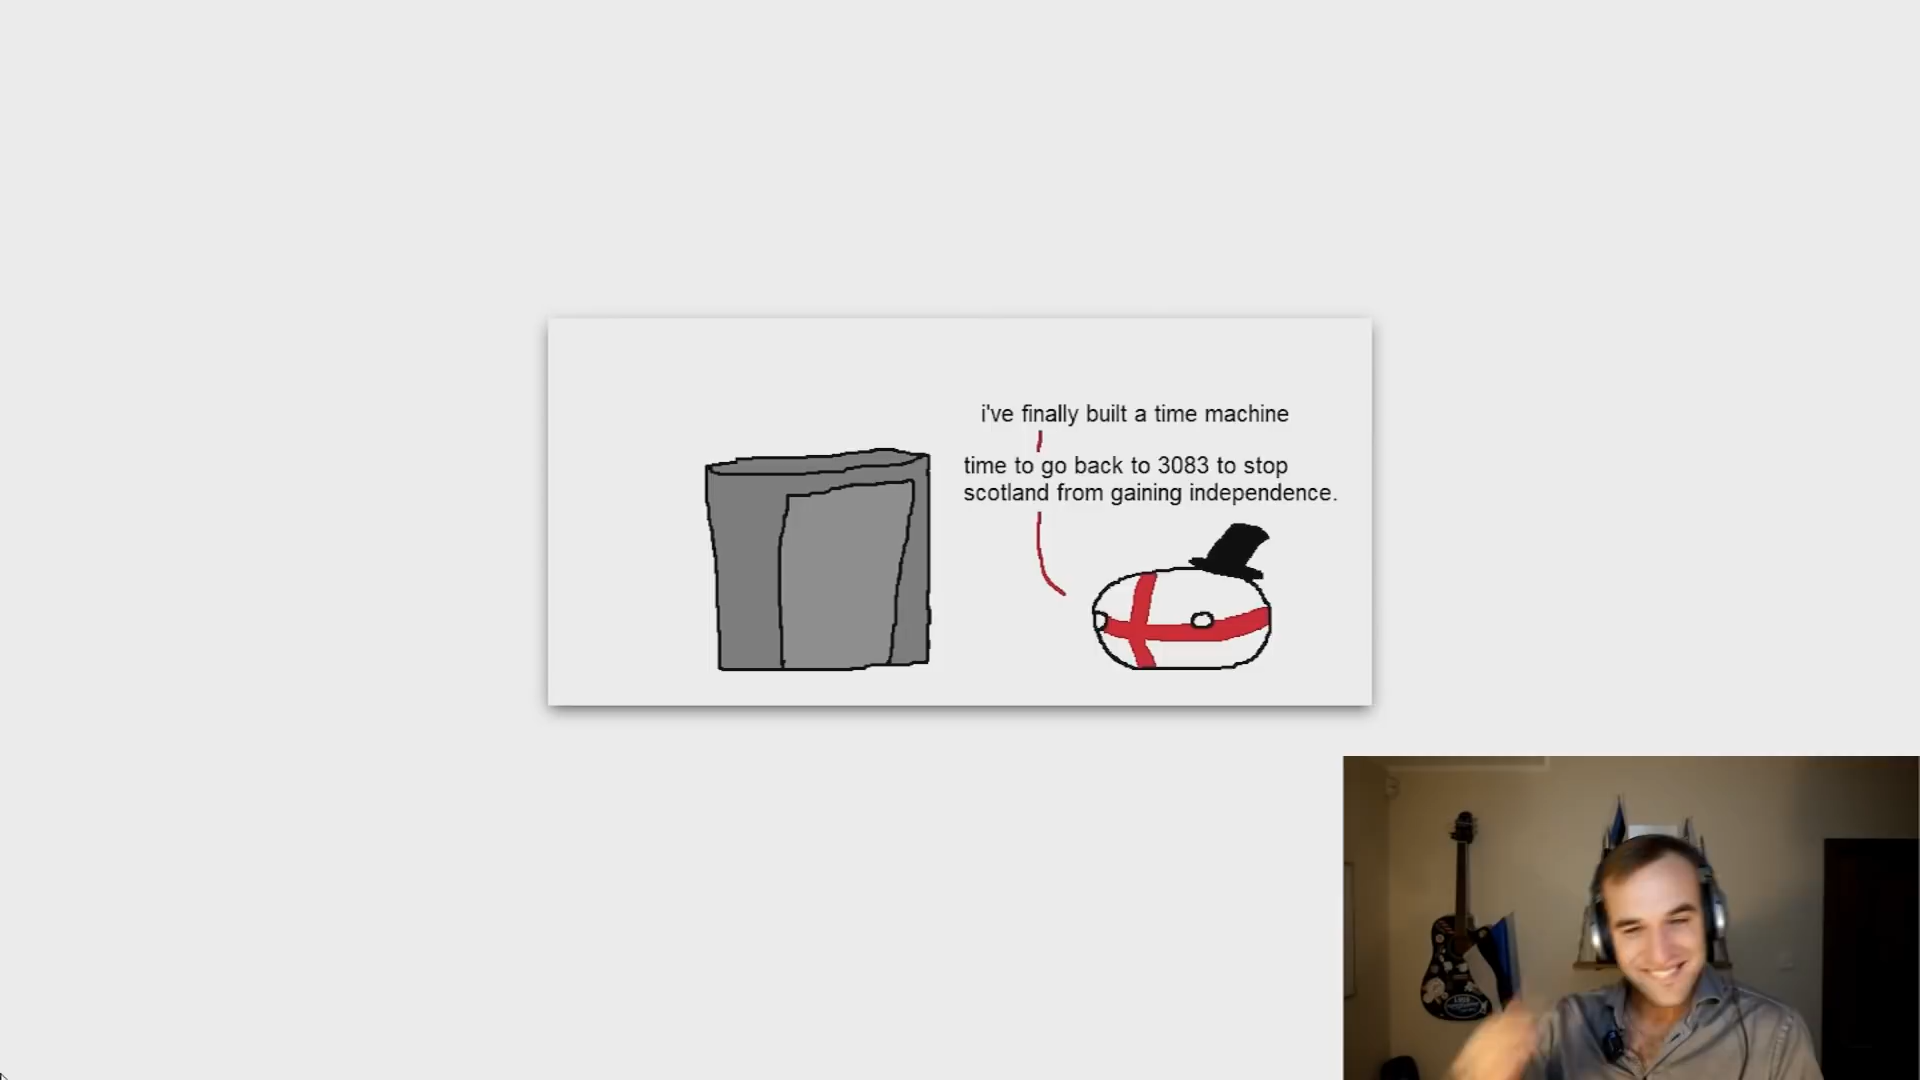 i've finally built a time machine
time to go back to 3083 to stop
scotland from gaining independence.